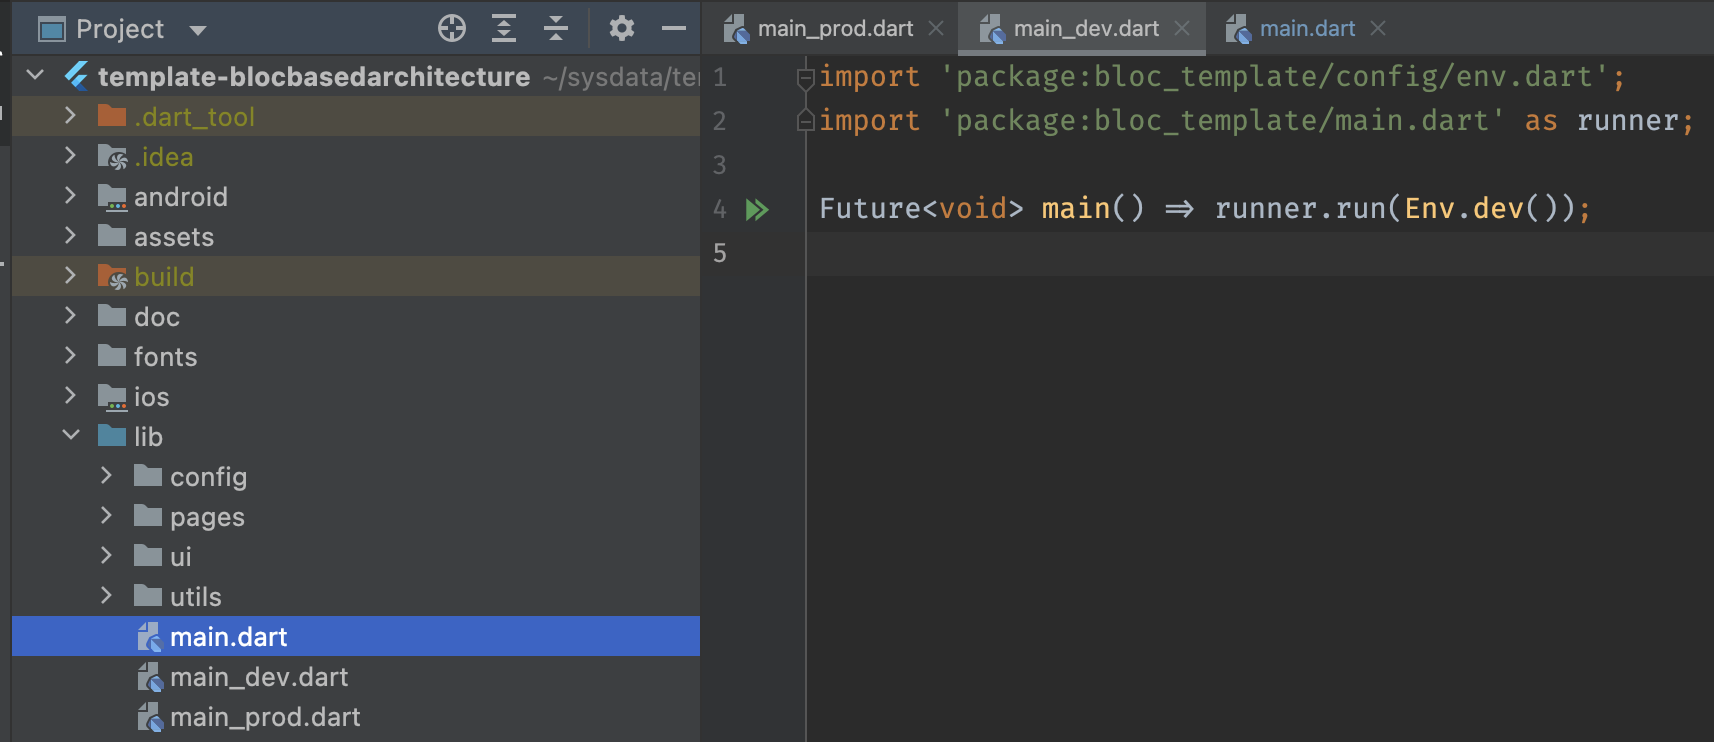 Project
template-blocbasedarchitecture ~/sysdata/te
.dart_tool
.idea
android
assets
build
doc
fonts
ios
lib
config
pages
ui
utils
main.dart
main_dev.dart
main_prod.dart
main_prod.dart main_dev.dart main.dart
1 import 'package:bloc_template/config/env.dart';
2 import 'package:bloc_template/main.dart' as runner;
3
4 Future<void> main() => runner.run(Env.dev());
5